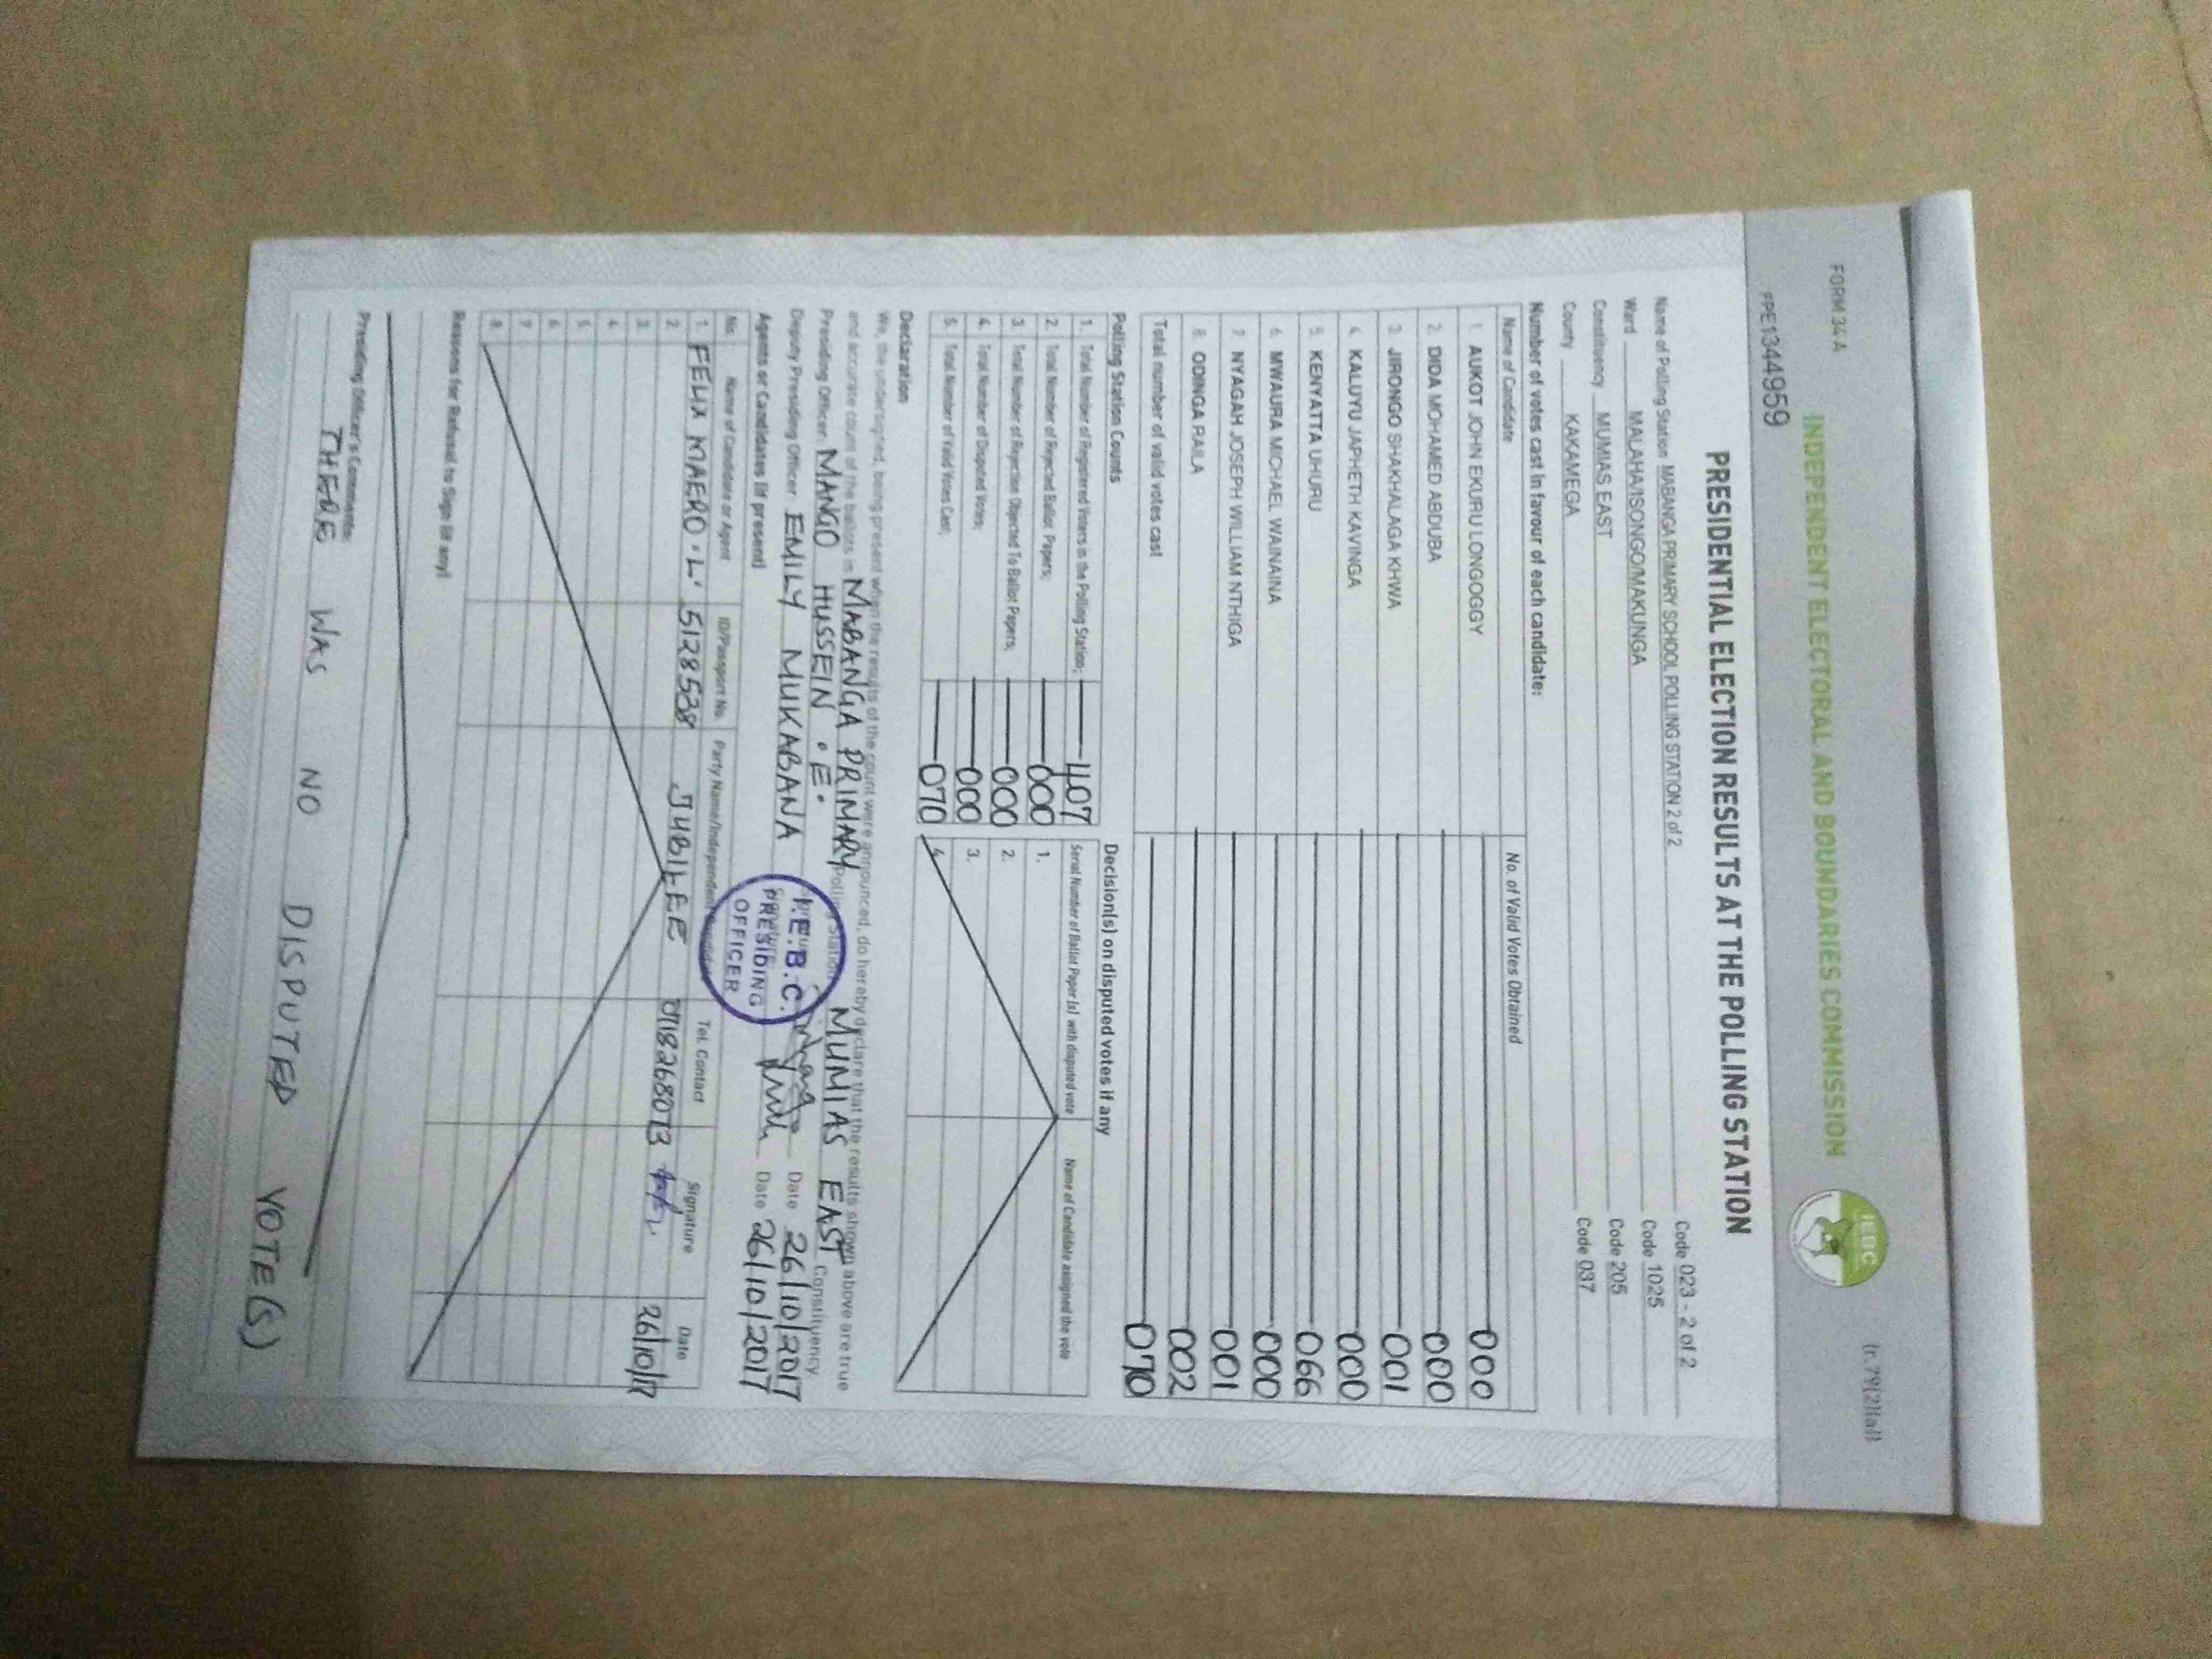 FORM 34A
(r.79(2)(a))
INDEPENDENT ELECTORAL AND BOUNDARIES COMMISSION
IEBC
FPE1344959
PRESIDENTIAL ELECTION RESULTS AT THE POLLING STATION
Name of Polling Station MABANGA PRIMARY SCHOOL POLLING STATION 2 of 2 Code 023 - 2 of 2
Ward MALAHA/ISONGO/MAKUNGA Code 1025
Constituency MUMIAS EAST Code 205
County KAKAMEGA Code 037
Number of votes cast in favour of each candidate:
Name of Candidate No. of Valid Votes Obtained
1. AUKOT JOHN EKURU LONGOGGY 000
2. DIDA MOHAMED ABDUBA 000
3. JIRONGO SHAKHALAGA KHWA 001
4. KALUYU JAPHETH KAVINGA 000
5. KENYATTA UHURU 066
6. MWAURA MICHAEL WAINAINA 000
7. NYAGAH JOSEPH WILLIAM NTHIGA 001
8. ODINGA RAILA 002
Total number of valid votes cast 070
Polling Station Counts
1. Total Number of Registered Voters in the Polling Station; 407
2. Total Number of Rejected Ballot Papers; 000
3. Total Number of Rejection Objected To Ballot Papers; 000
4. Total Number of Disputed Votes; 000
5. Total Number of Valid Votes Cast; 070
Decision(s) on disputed votes if any
Serial Number of Ballot Paper (s) with disputed vote Name of Candidate assigned the vote
1.
2.
3.
4.
Declaration
We, the undersigned, being present when the results of the count were announced, do hereby declare that the results shown above are true
and accurate count of the ballots in MABANGA PRIMARY Polling Station MUMIAS EAST Constituency
Presiding Officer: MANGO HUSSEIN . E. Date 26/10/2017
Deputy Presiding Officer: EMILY MUKABANA Date 26/10/2017
I.E.B.C.
PRESIDING
OFFICER
Agents or Candidates (if present)
No. Name of Candidate or Agent ID/Passport No. Party Name/Independent Candidate Tel. Contact Signature Date
1. FELIX MAERO . L. 5128538 JUBILEE 0718268073 26/10/17
2.
3.
4.
5.
6.
7.
8.
Reasons for Refusal to Sign (if any)
Presiding Officer's Comments:
THERE WAS NO DISPUTED VOTE(S)